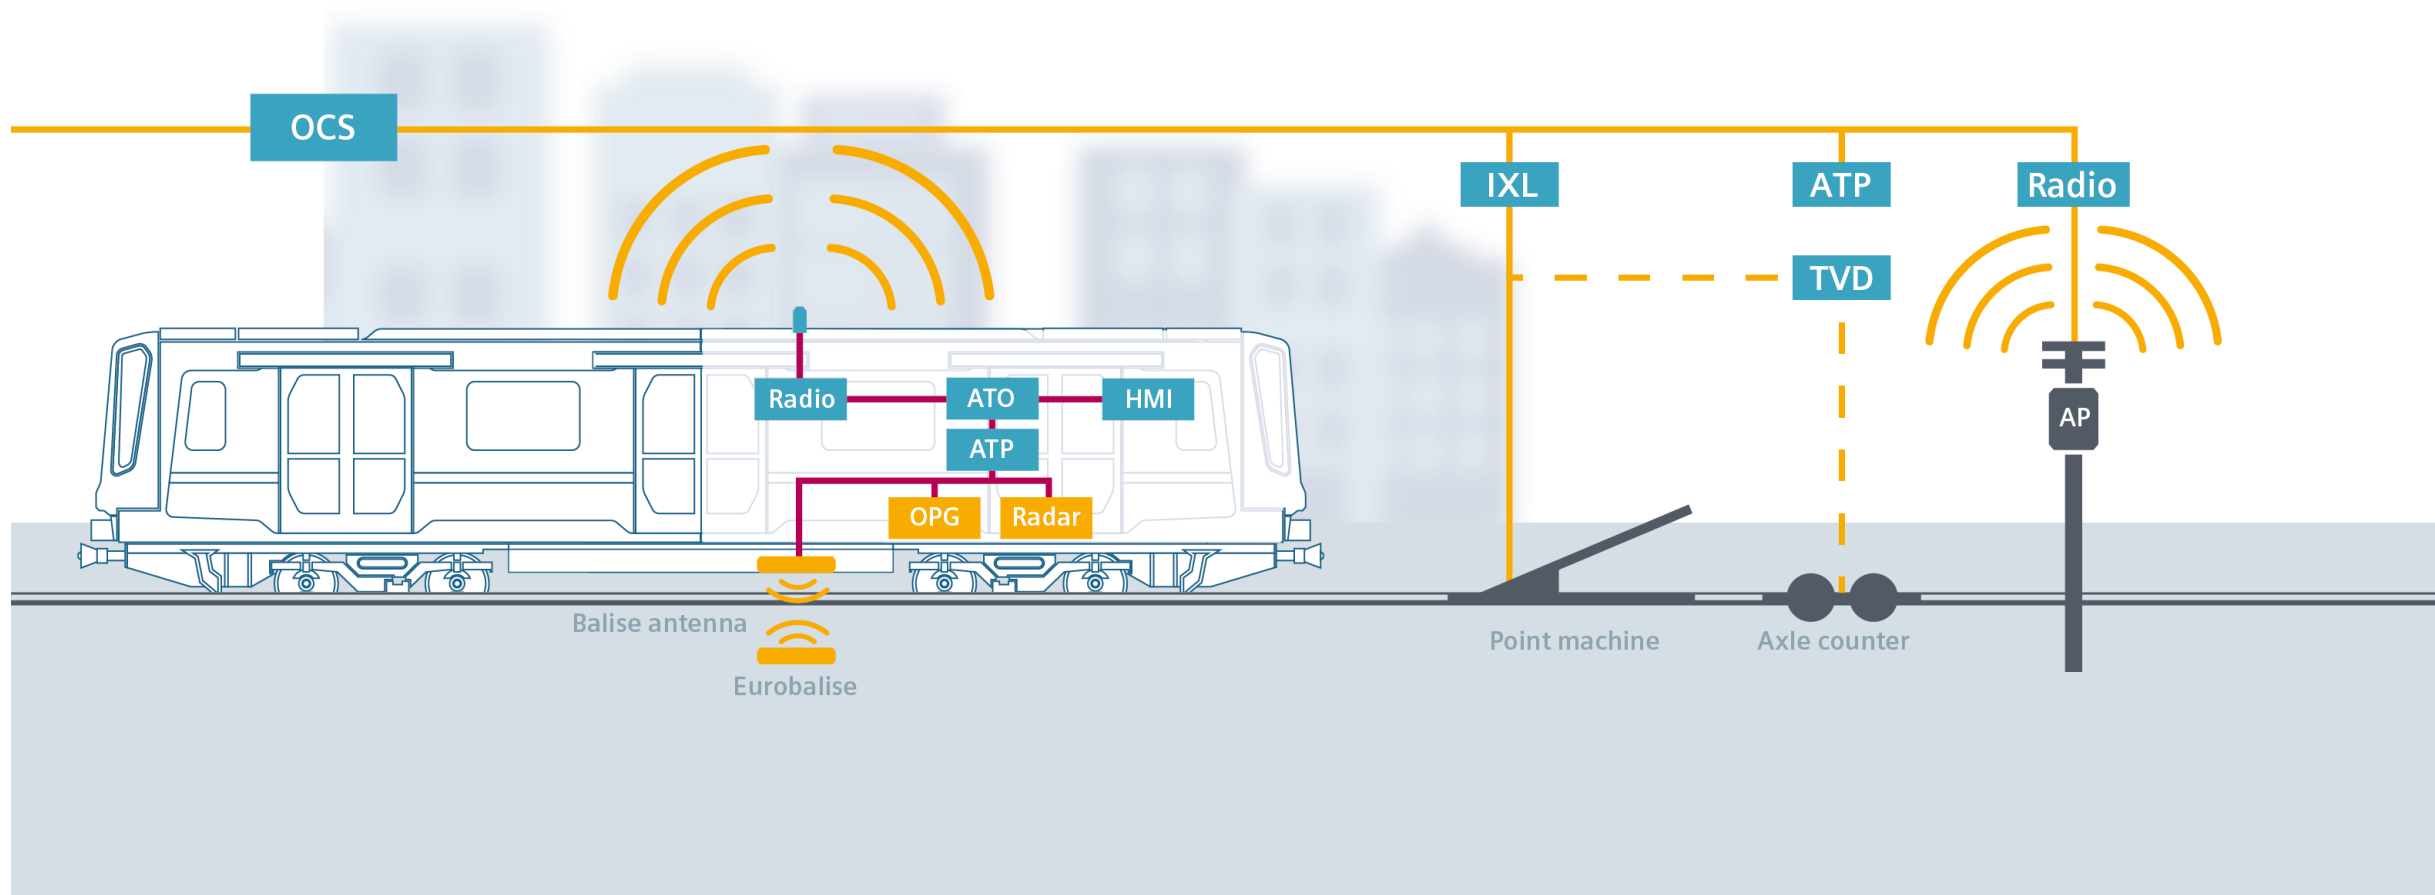 OCS
IXL
ATP
Radio
TVD
Radio
ATO
HMI
ATP
AP
OPG
Radar
Balise antenna
Eurobalise
Point machine
Axle counter